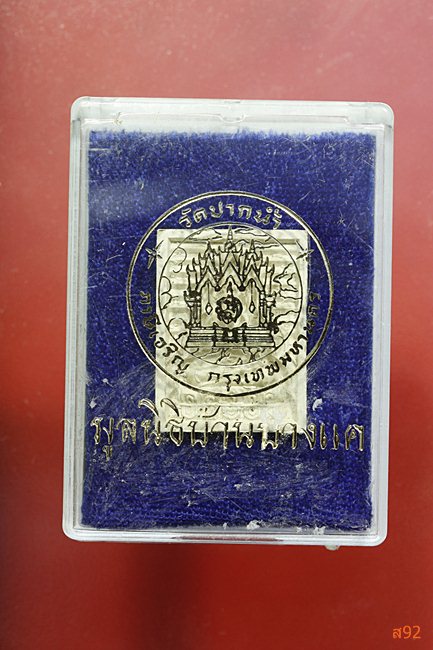 วัดปากน้ำ
ภาษีเจริญ กรุงเทพมหานคร
มูลนิธิบ้านบางแค
ส92